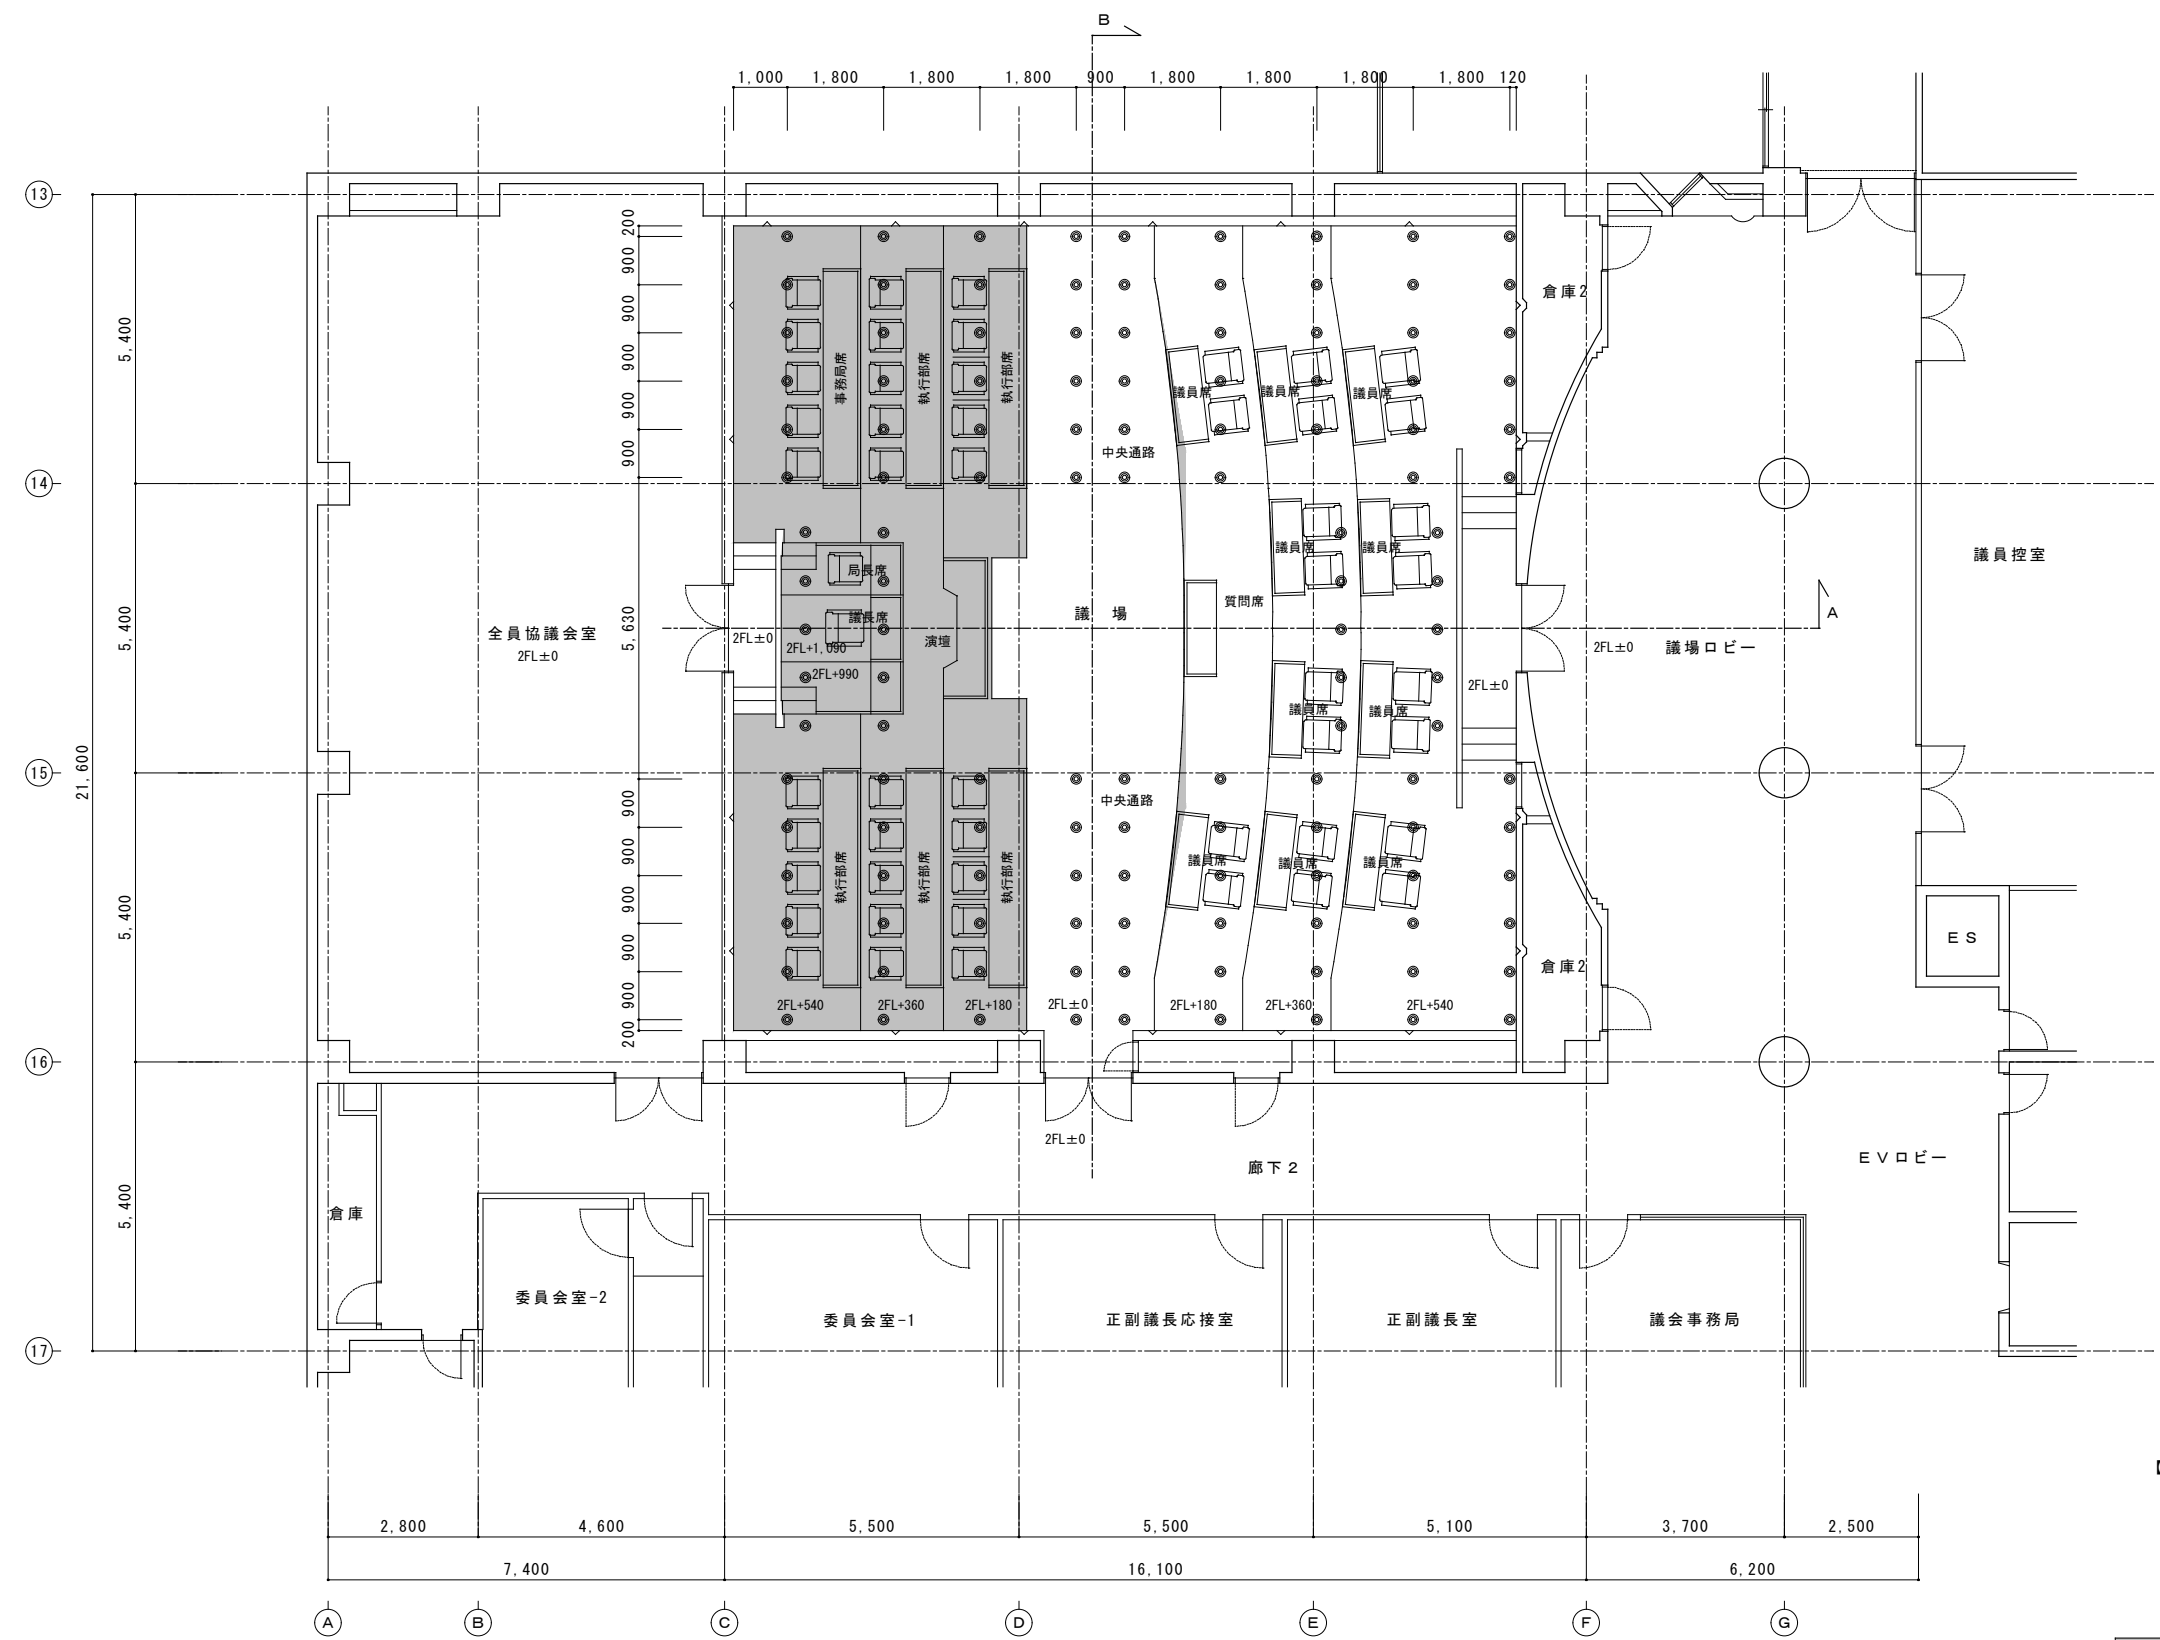 B
1,000 1,800 1,800 1,800 900 1,800 1,800 1,800 1,800 120
13
200
900
900
900
900
900
5,400
倉庫2
事務局席
執行部席
執行部席
議員席
議員席
議員席
中央通路
14
議員控室
議員席
議員席
局長席
質問席
議長席
議 場
A
5,400
全員協議会室
2FL±0
5,630
2FL±0
2FL+1,090
演壇
2FL+990
2FL±0
2FL±0
議場ロビー
議員席
議員席
21,600
15
900
900
900
900
900
200
5,400
中央通路
執行部席
執行部席
執行部席
議員席
議員席
議員席
ES
倉庫2
2FL+540
2FL+360
2FL+180
2FL±0
2FL+180
2FL+360
2FL+540
16
2FL±0
廊下2
EVロビー
5,400
倉庫
委員会室-2
委員会室-1
正副議長応接室
正副議長室
議会事務局
17
2,800 4,600 5,500 5,500 5,100 3,700 2,500
7,400 16,100 6,200
A B C D E F G